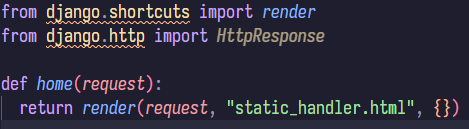 from django.shortcuts import render
from django.http import HttpResponse

def home(request):
  return render(request, "static_handler.html", {})